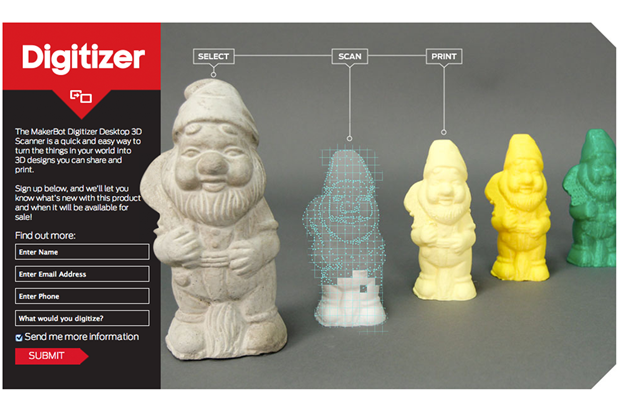 Digitizer
SELECT
SCAN
PRINT
The MakerBot Digitizer Desktop 3D
Scanner is a quick and easy way to
turn the things in your world into
3D designs you can share and
print.
Sign up below, and we'll let you
know what's new with this product
and when it will be available for
sale!
Find out more:
Enter Name
Enter Email Address
Enter Phone
What would you digitize?
Send me more information
SUBMIT